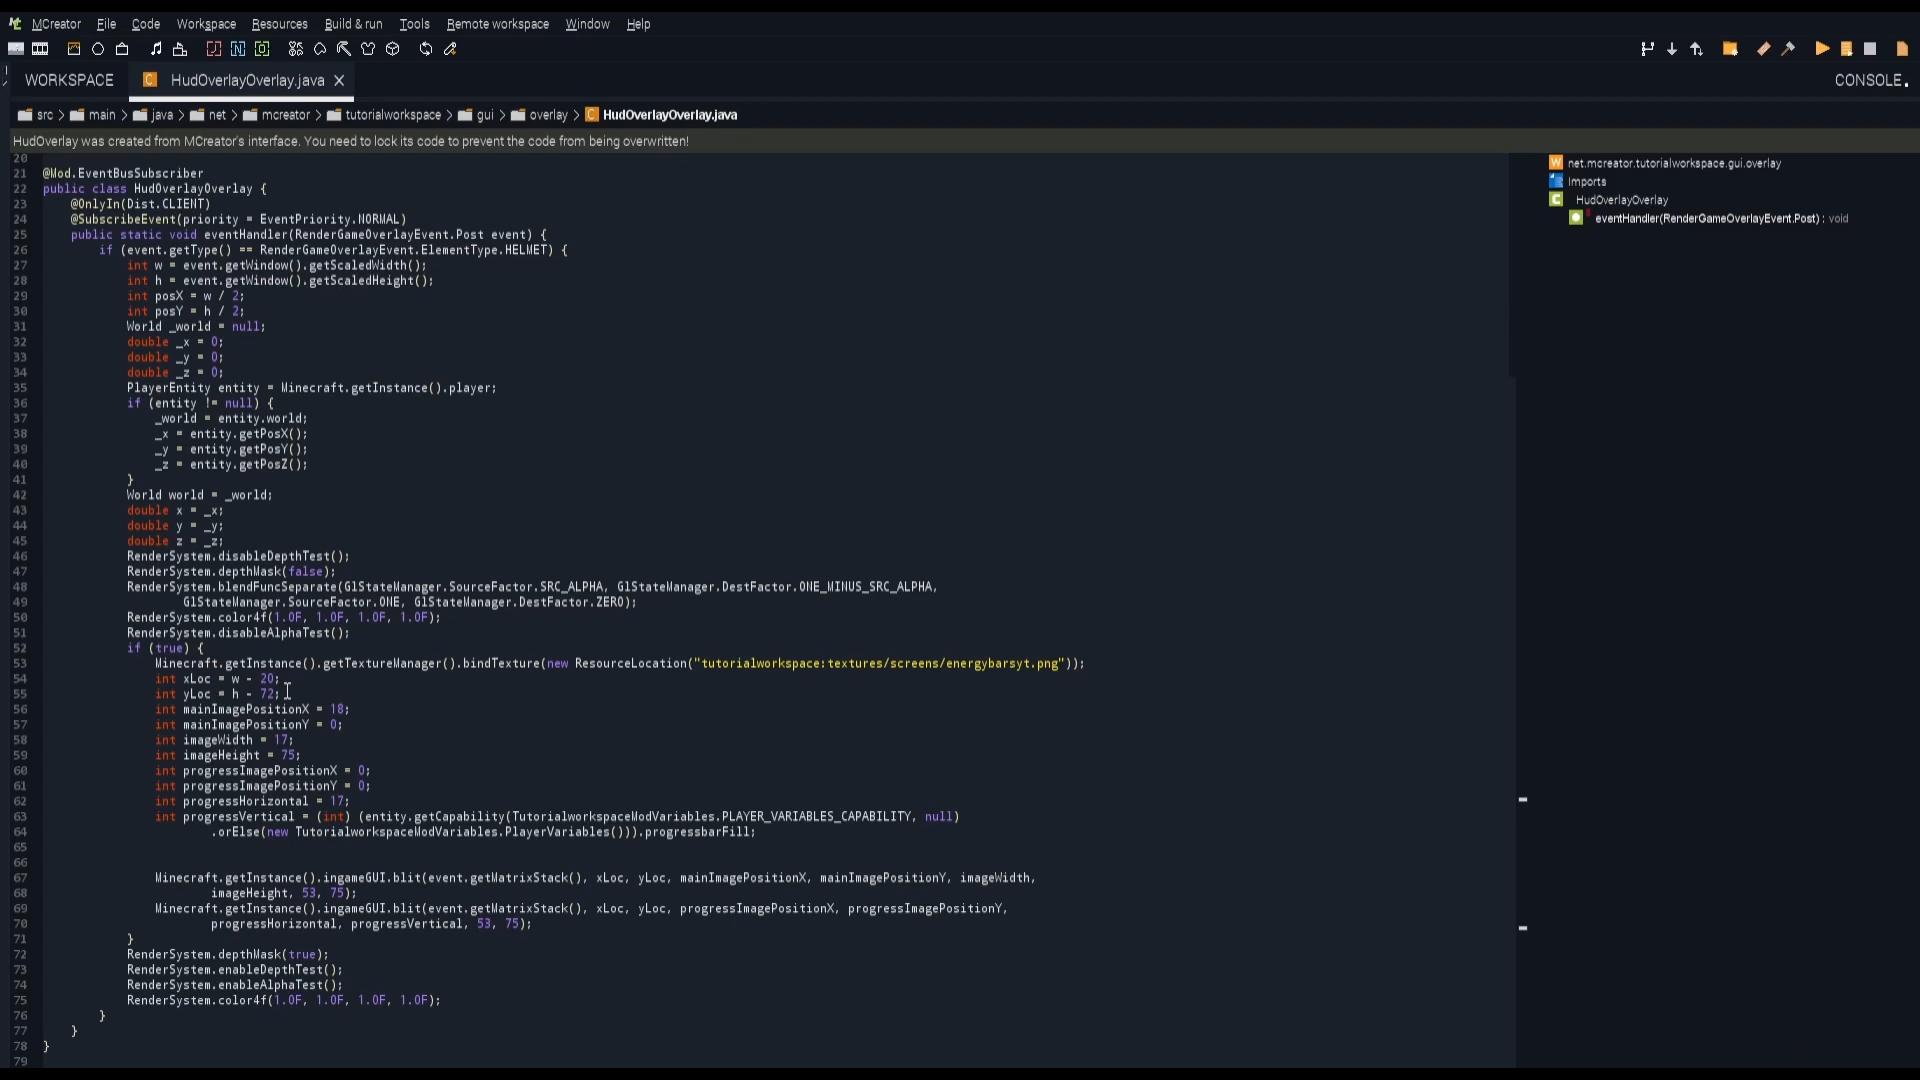 MCreator File Code Workspace Resources Build & run Tools Remote workspace Window Help
WORKSPACE HudOverlayOverlay.java CONSOLE
src > main > java > net > mcreator > tutorialworkspace > gui > overlay > HudOverlayOverlay.java
HudOverlay was created from MCreator's interface. You need to lock its code to prevent the code from being overwritten!
20
21 @Mod.EventBusSubscriber
22 public class HudOverlayOverlay {
23 @OnlyIn(Dist.CLIENT)
24 @SubscribeEvent(priority = EventPriority.NORMAL)
25 public static void eventHandler(RenderGameOverlayEvent.Post event) {
26 if (event.getType() == RenderGameOverlayEvent.ElementType.HELMET) {
27 int w = event.getWindow().getScaledWidth();
28 int h = event.getWindow().getScaledHeight();
29 int posX = w / 2;
30 int posY = h / 2;
31 World _world = null;
32 double _x = 0;
33 double _y = 0;
34 double _z = 0;
35 PlayerEntity entity = Minecraft.getInstance().player;
36 if (entity != null) {
37 _world = entity.world;
38 _x = entity.getPosX();
39 _y = entity.getPosY();
40 _z = entity.getPosZ();
41 }
42 World world = _world;
43 double x = _x;
44 double y = _y;
45 double z = _z;
46 RenderSystem.disableDepthTest();
47 RenderSystem.depthMask(false);
48 RenderSystem.blendFuncSeparate(GlStateManager.SourceFactor.SRC_ALPHA, GlStateManager.DestFactor.ONE_MINUS_SRC_ALPHA,
49 GlStateManager.SourceFactor.ONE, GlStateManager.DestFactor.ZERO);
50 RenderSystem.color4f(1.0F, 1.0F, 1.0F, 1.0F);
51 RenderSystem.disableAlphaTest();
52 if (true) {
53 Minecraft.getInstance().getTextureManager().bindTexture(new ResourceLocation("tutorialworkspace:textures/screens/energybarsyt.png"));
54 int xLoc = w - 20;
55 int yLoc = h - 72;
56 int mainImagePositionX = 18;
57 int mainImagePositionY = 0;
58 int imageWidth = 17;
59 int imageHeight = 75;
60 int progressImagePositionX = 0;
61 int progressImagePositionY = 0;
62 int progressHorizontal = 17;
63 int progressVertical = (int) (entity.getCapability(TutorialworkspaceModVariables.PLAYER_VARIABLES_CAPABILITY, null)
64 .orElse(new TutorialworkspaceModVariables.PlayerVariables())).progressbarFill;
65
66
67 Minecraft.getInstance().ingameGUI.blit(event.getMatrixStack(), xLoc, yLoc, mainImagePositionX, mainImagePositionY, imageWidth,
68 imageHeight, 53, 75);
69 Minecraft.getInstance().ingameGUI.blit(event.getMatrixStack(), xLoc, yLoc, progressImagePositionX, progressImagePositionY,
70 progressHorizontal, progressVertical, 53, 75);
71 }
72 RenderSystem.depthMask(true);
73 RenderSystem.enableDepthTest();
74 RenderSystem.enableAlphaTest();
75 RenderSystem.color4f(1.0F, 1.0F, 1.0F, 1.0F);
76 }
77 }
78 }
79
net.mcreator.tutorialworkspace.gui.overlay
Imports
HudOverlayOverlay
eventHandler(RenderGameOverlayEvent.Post) : void